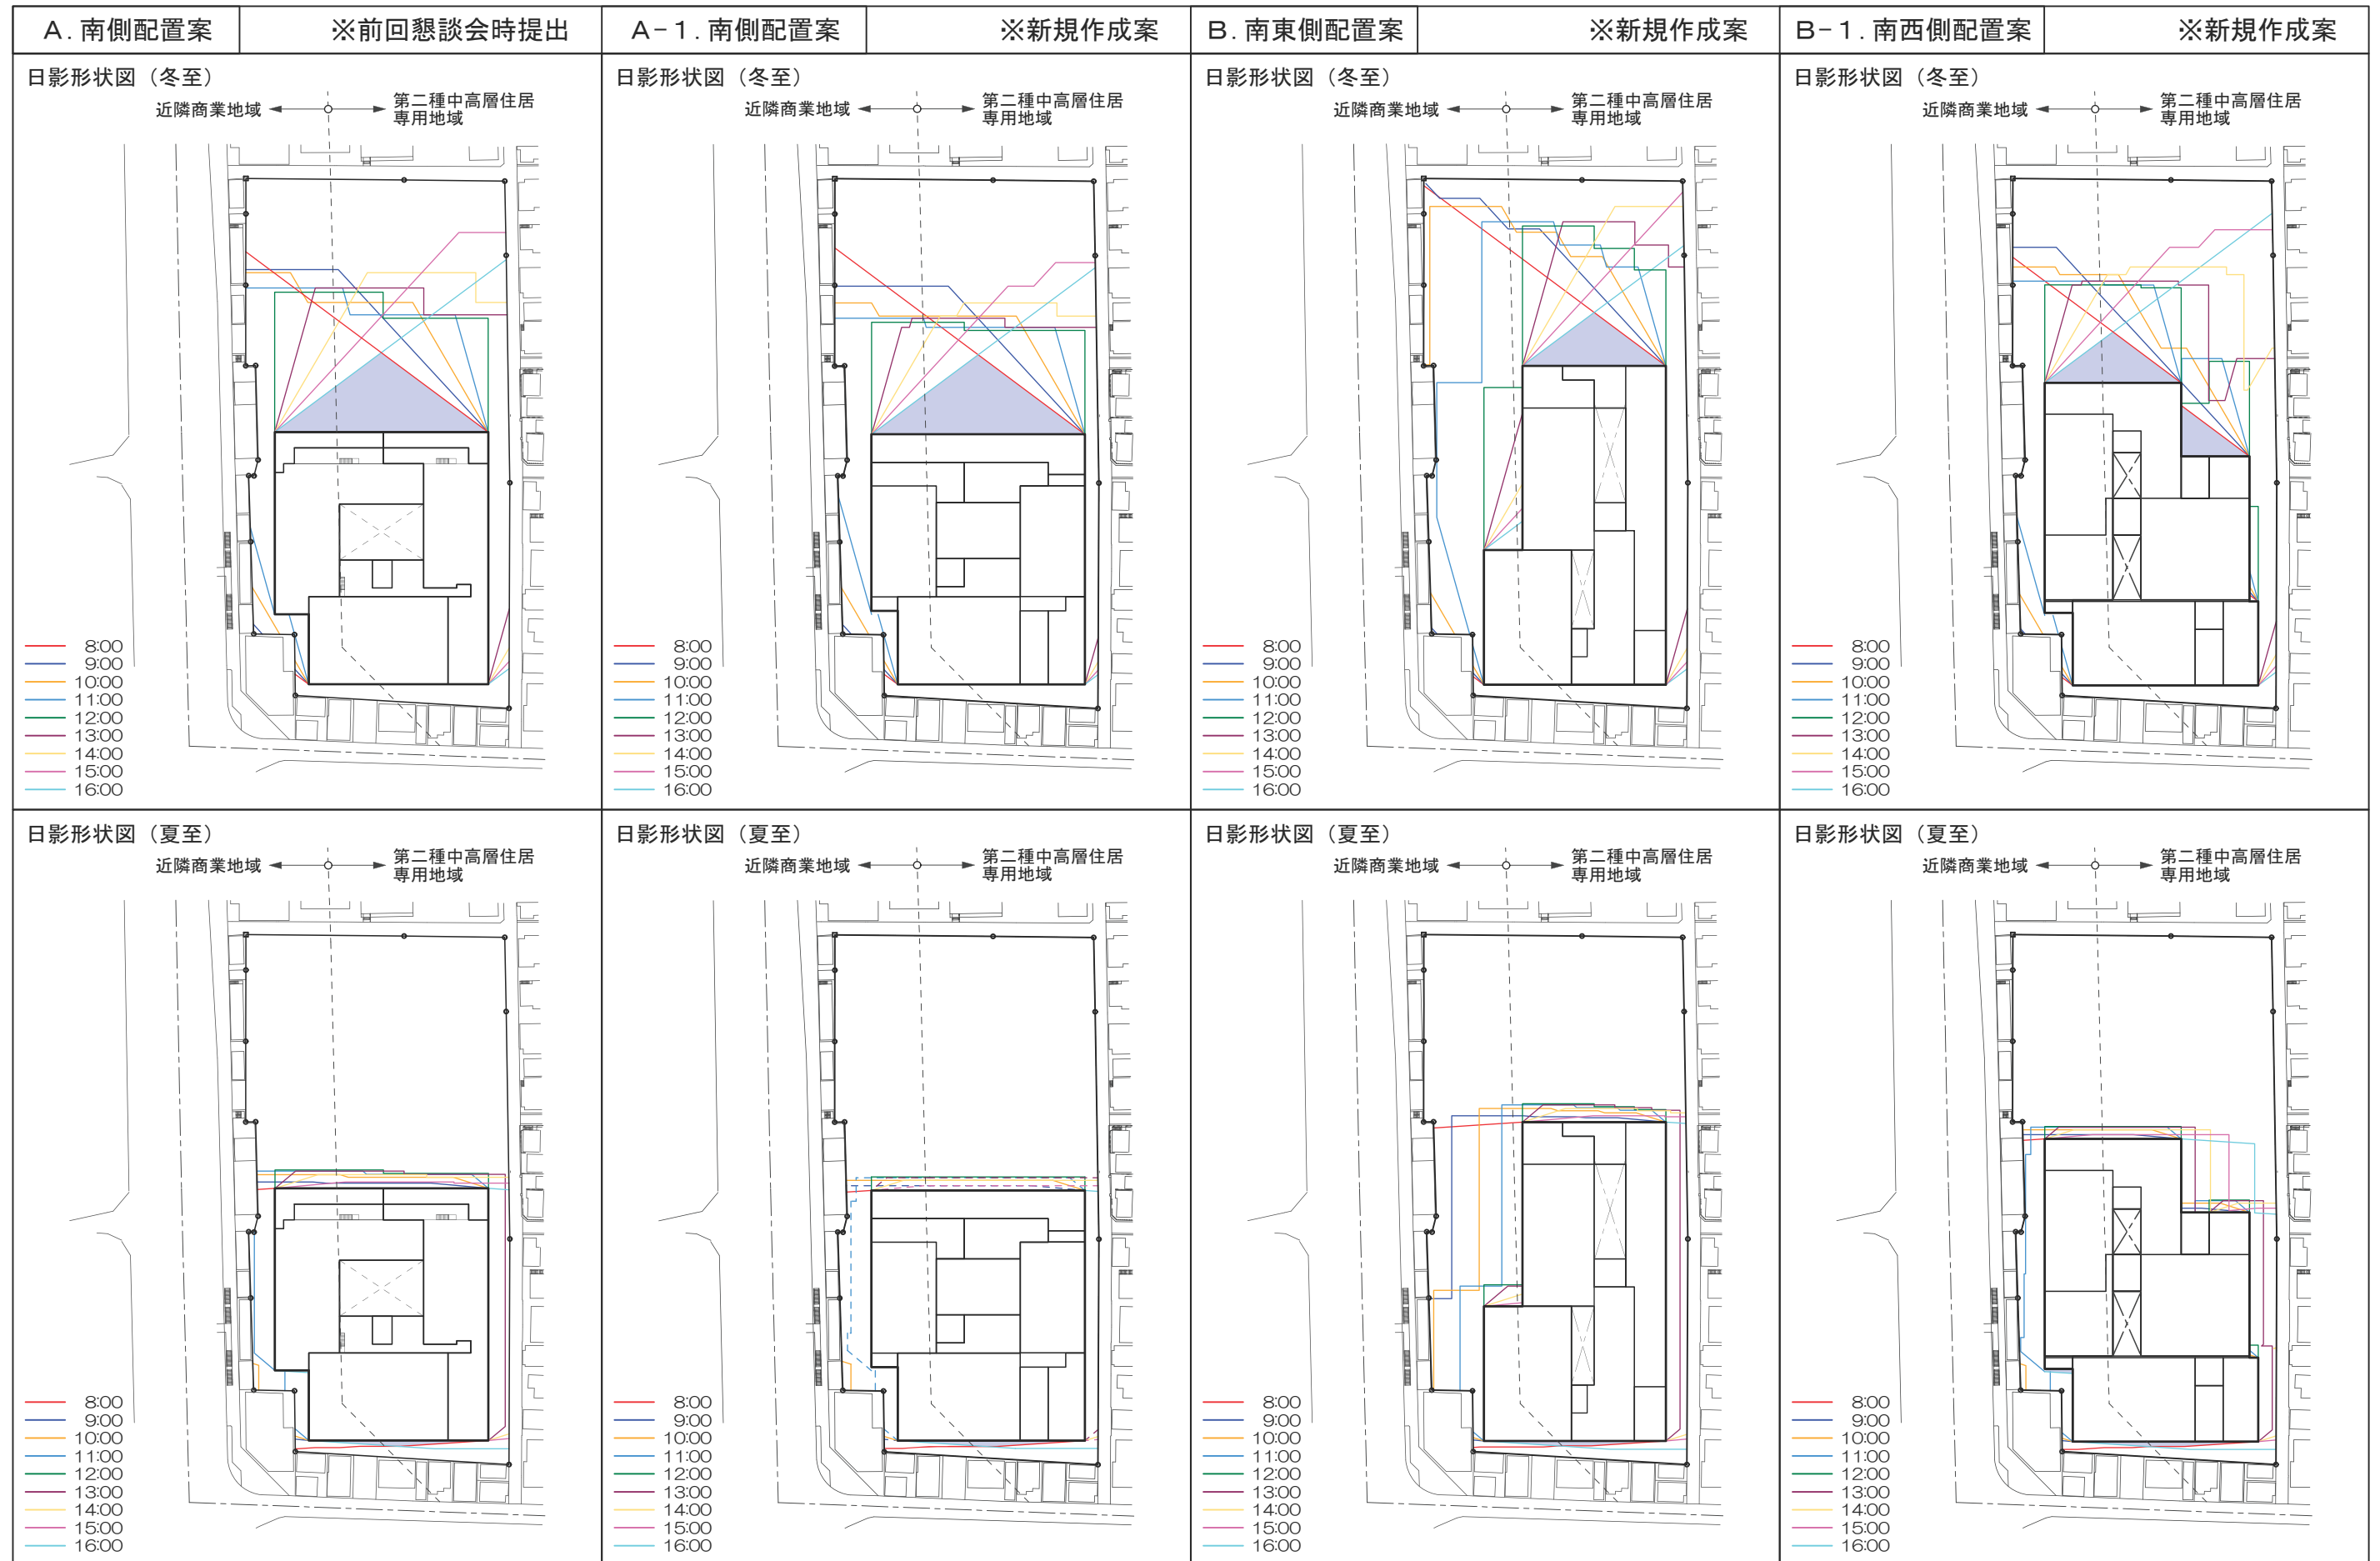 A. 南側配置案
※前回懇談会時提出
日影形状図（冬至）
近隣商業地域
第二種中高層住居
専用地域
8:00
9:00
10:00
11:00
12:00
13:00
14:00
15:00
16:00
日影形状図（夏至）
近隣商業地域
第二種中高層住居
専用地域
8:00
9:00
10:00
11:00
12:00
13:00
14:00
15:00
16:00
A-1. 南側配置案
※新規作成案
日影形状図（冬至）
近隣商業地域
第二種中高層住居
専用地域
8:00
9:00
10:00
11:00
12:00
13:00
14:00
15:00
16:00
日影形状図（夏至）
近隣商業地域
第二種中高層住居
専用地域
8:00
9:00
10:00
11:00
12:00
13:00
14:00
15:00
16:00
B. 南東側配置案
※新規作成案
日影形状図（冬至）
近隣商業地域
第二種中高層住居
専用地域
8:00
9:00
10:00
11:00
12:00
13:00
14:00
15:00
16:00
日影形状図（夏至）
近隣商業地域
第二種中高層住居
専用地域
8:00
9:00
10:00
11:00
12:00
13:00
14:00
15:00
16:00
B-1. 南西側配置案
※新規作成案
日影形状図（冬至）
近隣商業地域
第二種中高層住居
専用地域
8:00
9:00
10:00
11:00
12:00
13:00
14:00
15:00
16:00
日影形状図（夏至）
近隣商業地域
第二種中高層住居
専用地域
8:00
9:00
10:00
11:00
12:00
13:00
14:00
15:00
16:00